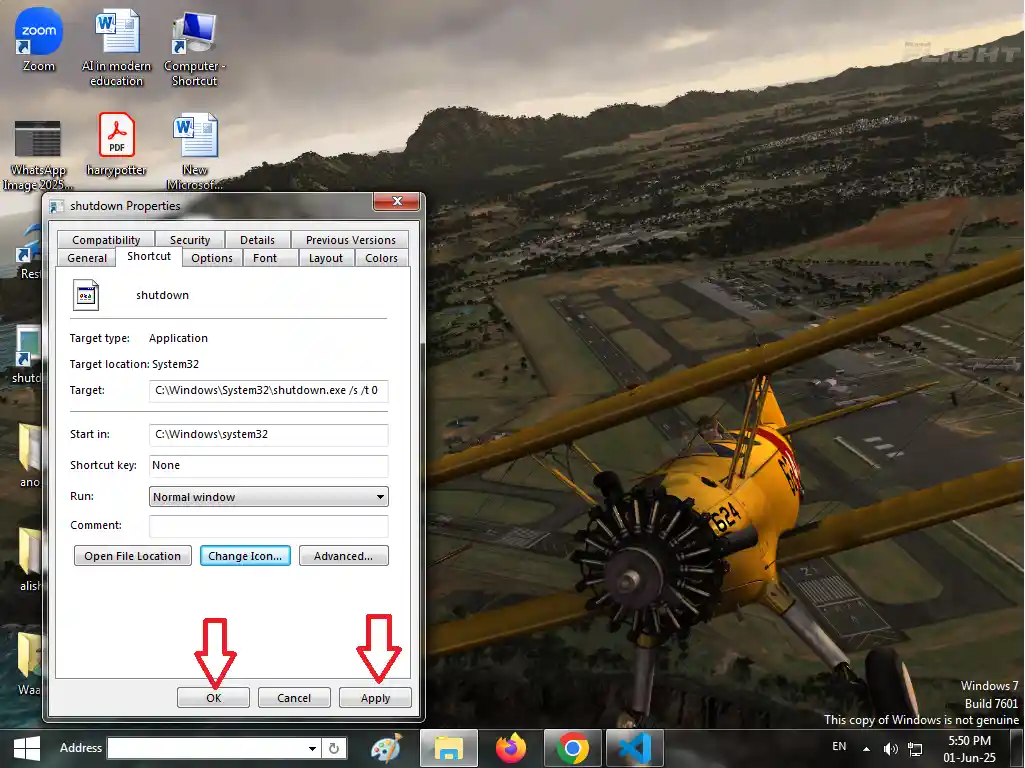 zoom
Zoom
AI in modern
education
Computer -
Shortcut
Microsoft
FLIGHT
WhatsApp
Image 2025...
PDF
harrypotter
New
Microsoft...
shutdown Properties
Compatibility
Security
Details
Previous Versions
General
Shortcut
Options
Font
Layout
Colors
shutdown
Target type:
Application
Target location:
System32
Target:
C:\Windows\System32\shutdown.exe /s /t 0
Start in:
C:\Windows\system32
Shortcut key:
None
Run:
Normal window
Comment:
Open File Location
Change Icon...
Advanced...
OK
Cancel
Apply
Rest
shutd
ano
alish
Waa
624
Windows 7
Build 7601
This copy of Windows is not genuine
Address
EN
5:50 PM
01-Jun-25